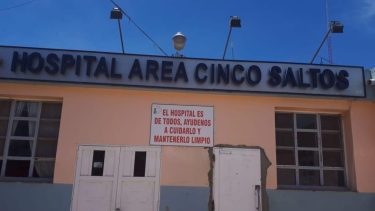 HOSPITAL AREA CINCO SALTOS
EL HOSPITAL ES
DE TODOS, AYUDENOS
A CUIDARLO Y
MANTENERLO LIMPIO